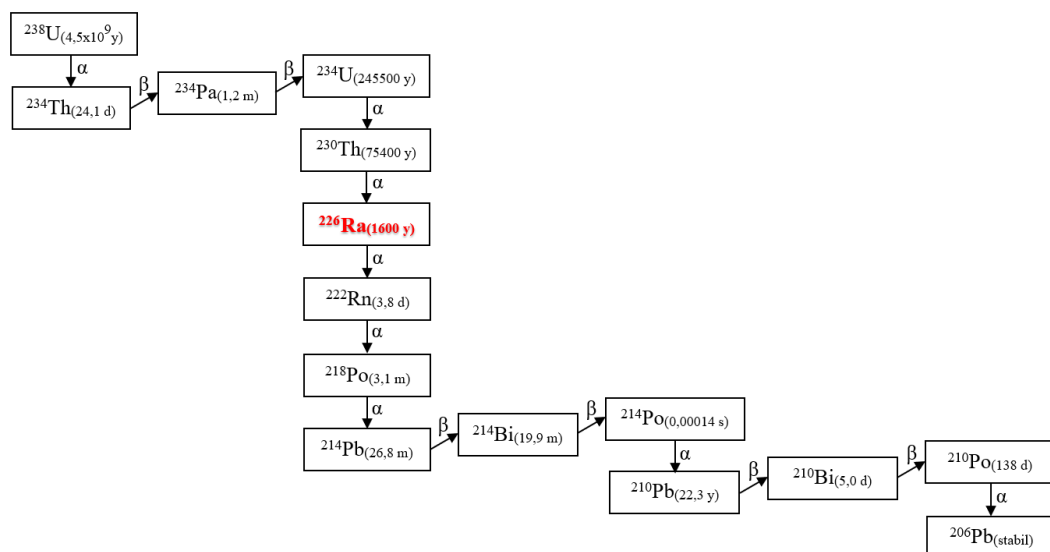 ²³⁸U(4,5x10⁹y)
α
²³⁴Th(24,1 d)
β
²³⁴Pa(1,2 m)
β
²³⁴U(245500 y)
α
²³⁰Th(75400 y)
α
²²⁶Ra(1600 y)
α
²²²Rn(3,8 d)
α
²¹⁸Po(3,1 m)
α
²¹⁴Pb(26,8 m)
β
²¹⁴Bi(19,9 m)
β
²¹⁴Po(0,00014 s)
α
²¹⁰Pb(22,3 y)
β
²¹⁰Bi(5,0 d)
β
²¹⁰Po(138 d)
α
²⁰⁶Pb(stabil)